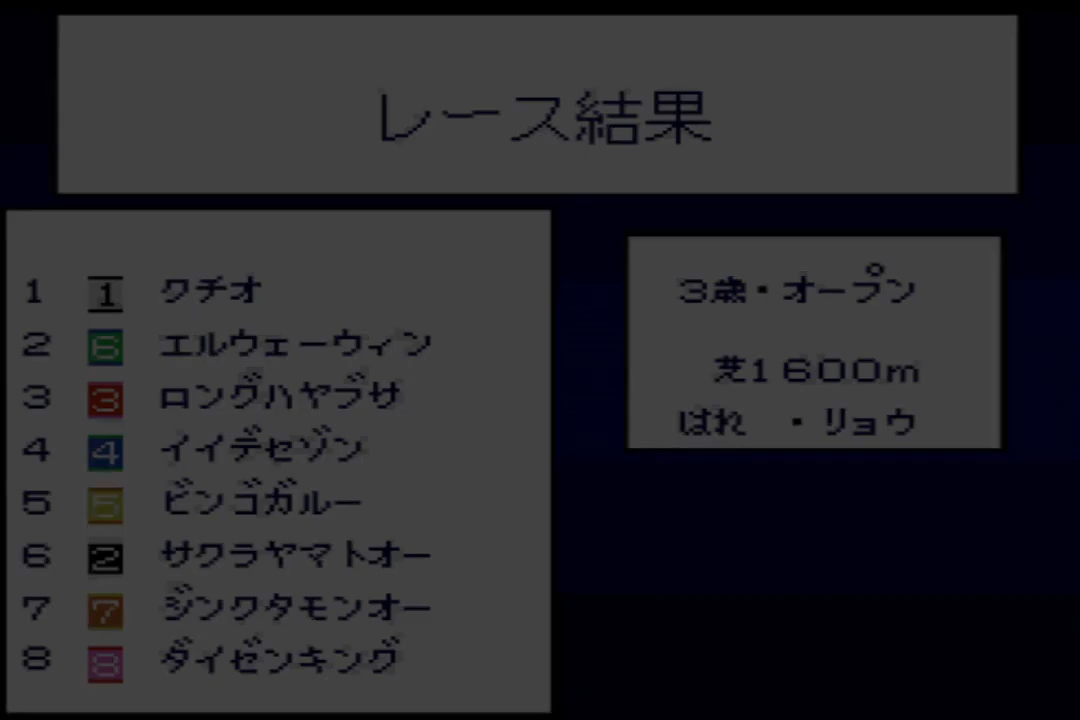 レース結果
1 1 クチオ
2 6 エルウェーウィン
3 3 ロングハヤブサ
4 4 イイデセゾン
5 5 ビンゴガルー
6 2 サクラヤマトオー
7 7 ジンクタモンオー
8 8 ダイゼンキング
3歳・オープン
芝1600m
はれ ・リョウ